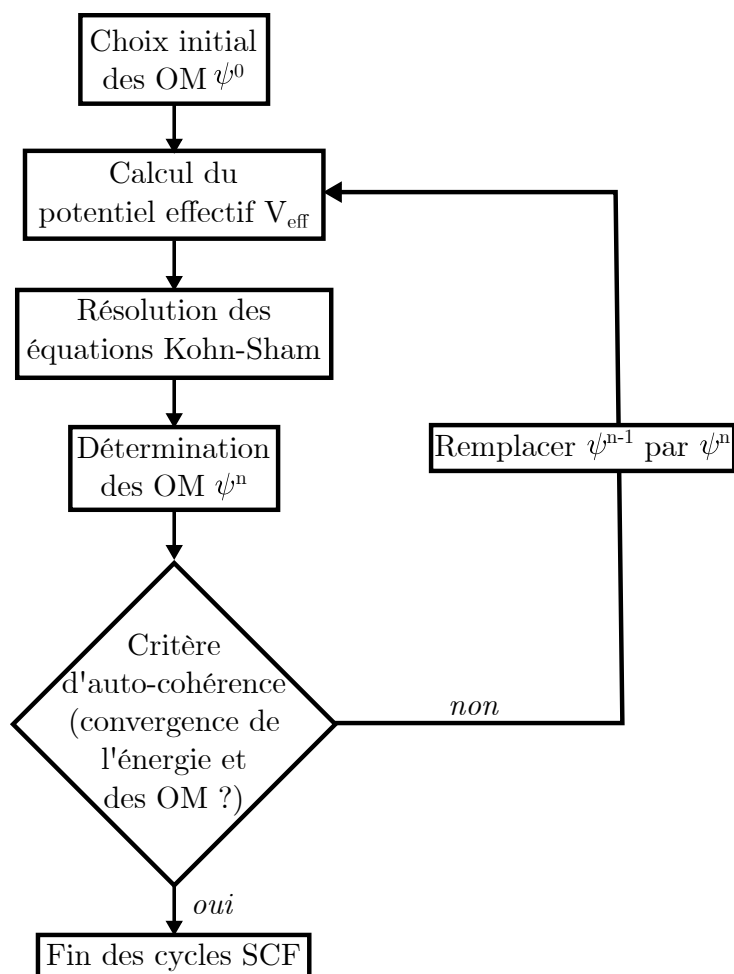 Choix initial
des OM ψ⁰
Calcul du
potentiel effectif V_eff
Résolution des
équations Kohn-Sham
Détermination
des OM ψⁿ
Remplacer ψⁿ⁻¹ par ψⁿ
Critère
d'auto-cohérence
(convergence de
l'énergie et
des OM ?)
non
oui
Fin des cycles SCF